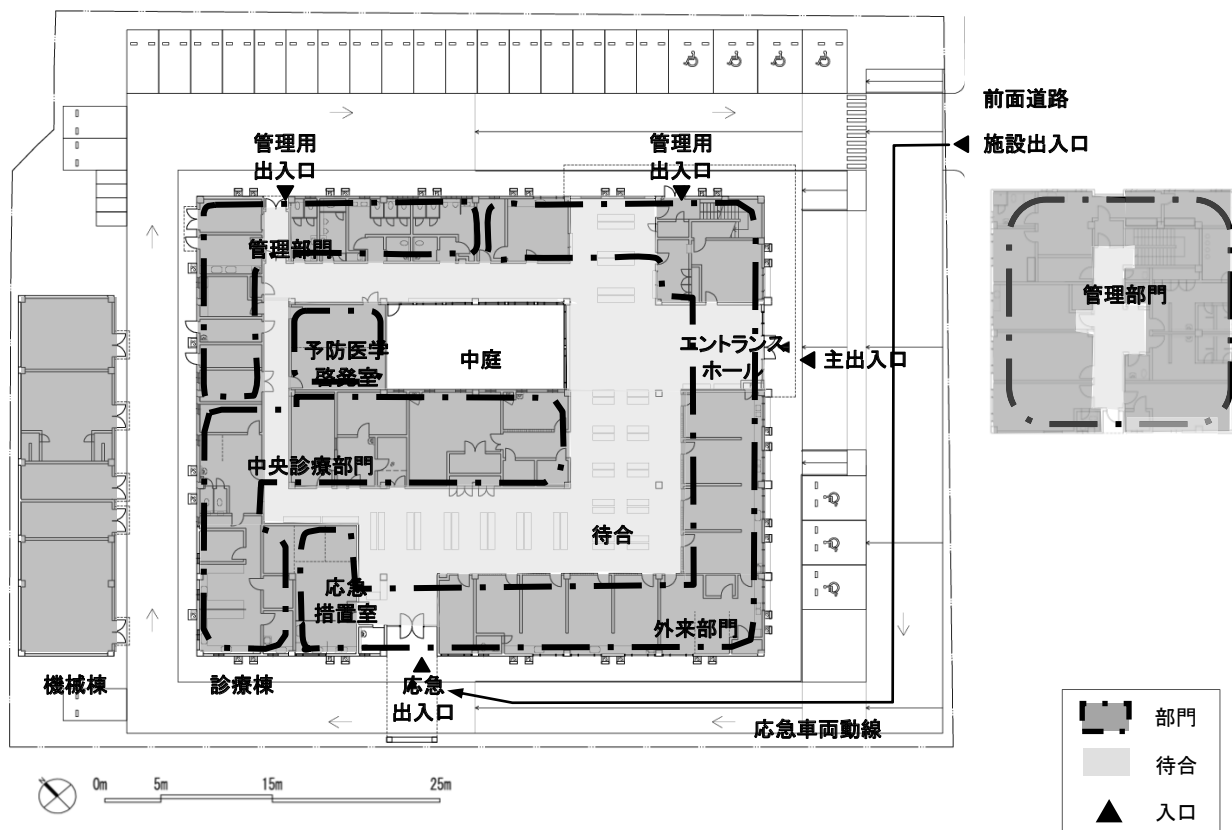 前面道路
施設出入口
管理用
出入口
管理用
出入口
管理部門
管理部門
予防医学
啓発室
中庭
エントランス
ホール
主出入口
中央診療部門
待合
応急
措置室
外来部門
機械棟
診療棟
応急
出入口
応急車両動線
部門
待合
入口
0m
5m
15m
25m